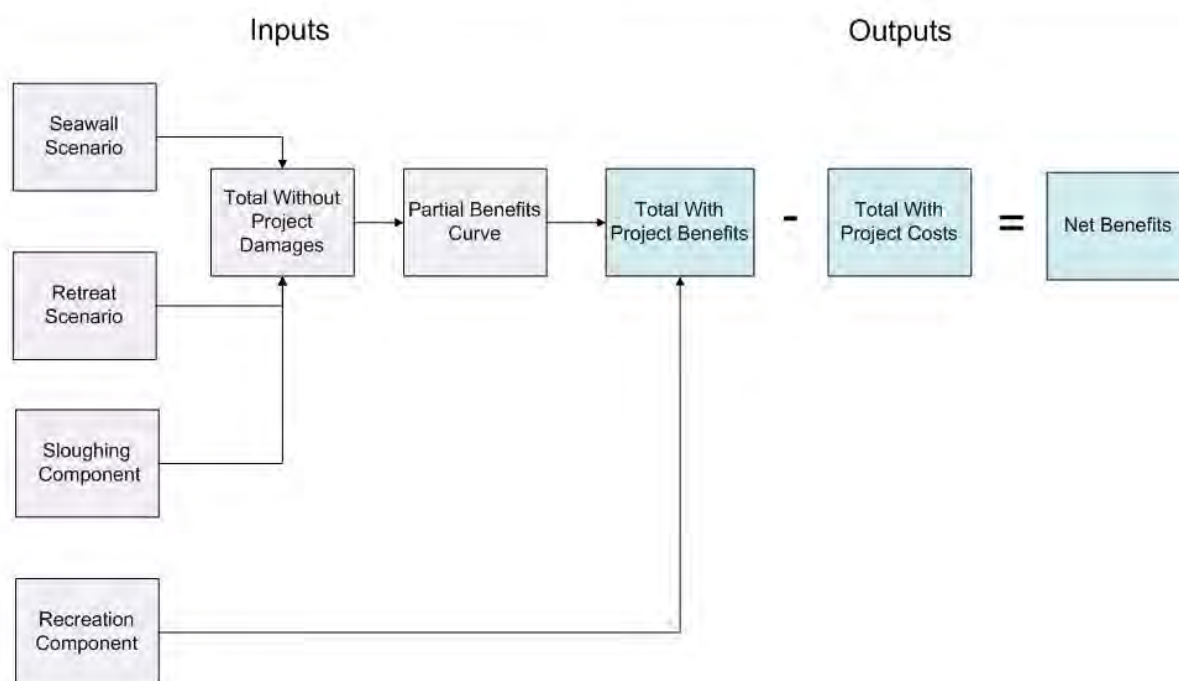 Inputs
Outputs
Seawall
Scenario
Total Without
Project
Damages
Partial Benefits
Curve
Total With
Project Benefits
-
Total With
Project Costs
=
Net Benefits
Retreat
Scenario
Sloughing
Component
Recreation
Component